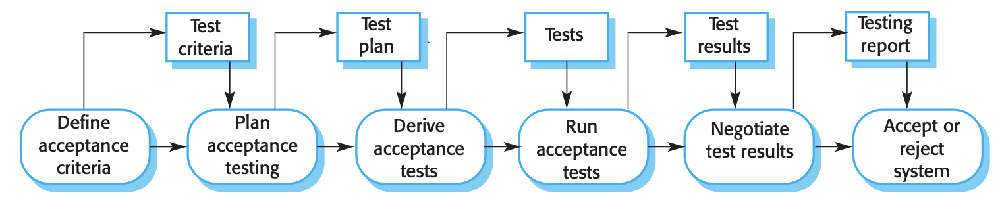 Test
criteria
Test
plan
Tests
Test
results
Testing
report
Define
acceptance
criteria
Plan
acceptance
testing
Derive
acceptance
tests
Run
acceptance
tests
Negotiate
test results
Accept or
reject
system